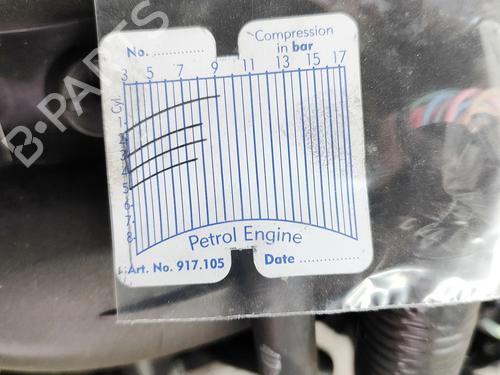 No. ............
Compression
in bar
3 5 7 9 11 13 15 17
Cyl.
1
2
3
4
5
6
7
8
Petrol Engine
Art. No. 917.105
Date ...............
B-PARTS